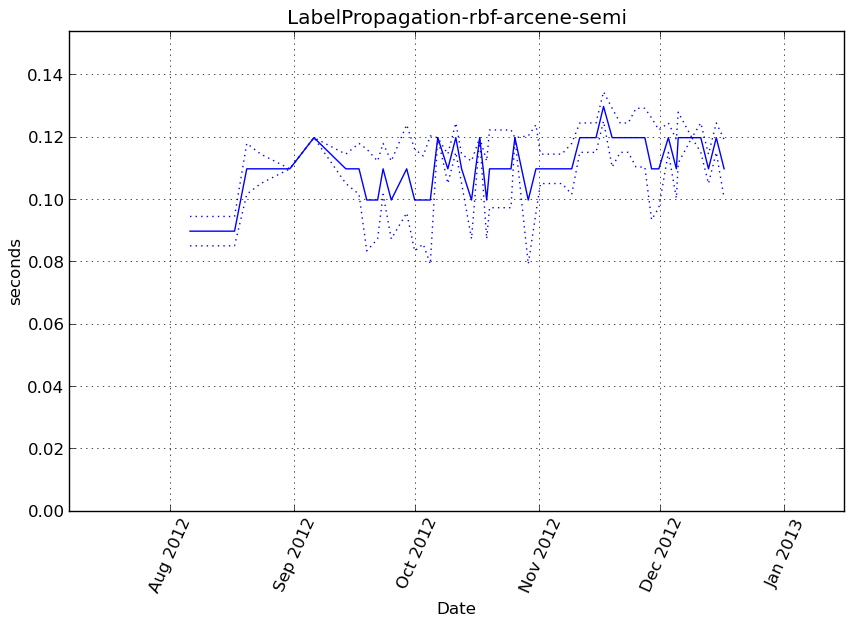 LabelPropagation-rbf-arcene-semi
0.14
0.12
0.10
0.08
0.06
0.04
0.02
0.00
seconds
Aug 2012
Sep 2012
Oct 2012
Nov 2012
Dec 2012
Jan 2013
Date